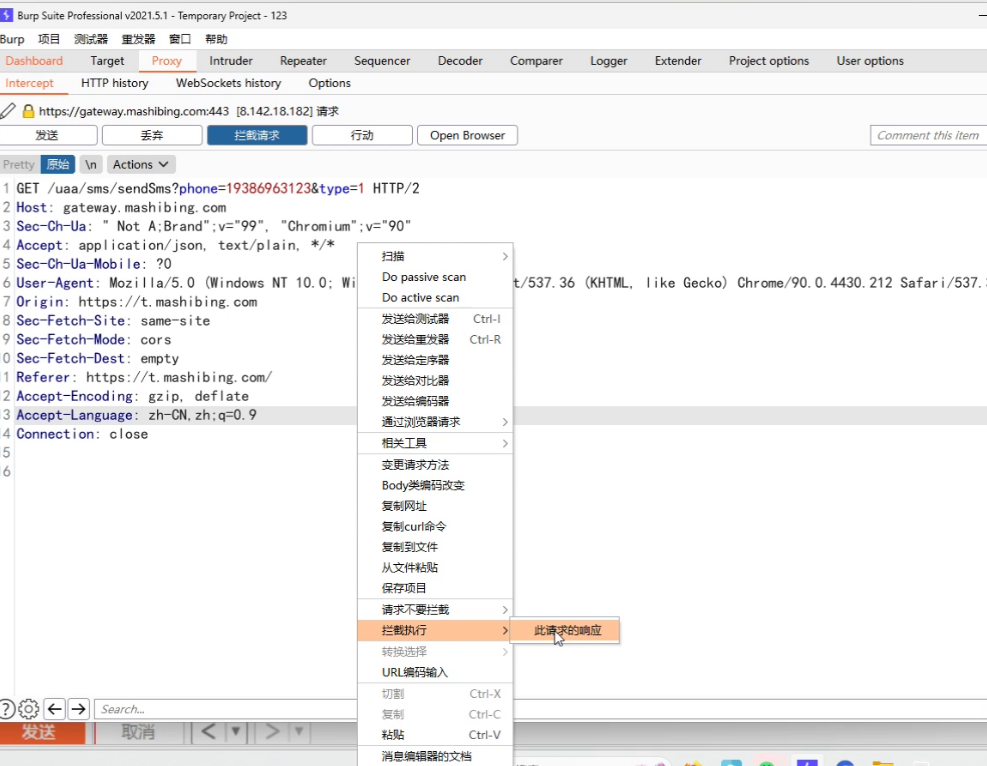 Burp Suite Professional v2021.5.1 - Temporary Project - 123
Burp 项目 测试器 重发器 窗口 帮助
Dashboard Target Proxy Intruder Repeater Sequencer Decoder Comparer Logger Extender Project options User options
Intercept HTTP history WebSockets history Options
https://gateway.mashibing.com:443 [8.142.18.182] 请求
发送 丢弃 拦截请求 行动 Open Browser Comment this item
Pretty 原始 \n Actions
1 GET /uaa/sms/sendSms?phone=19386963123&type=1 HTTP/2
2 Host: gateway.mashibing.com
3 Sec-Ch-Ua: " Not A;Brand";v="99", "Chromium";v="90"
4 Accept: application/json, text/plain, */*
5 Sec-Ch-Ua-Mobile: ?0
6 User-Agent: Mozilla/5.0 (Windows NT 10.0; Wi t/537.36 (KHTML, like Gecko) Chrome/90.0.4430.212 Safari/537.
7 Origin: https://t.mashibing.com
8 Sec-Fetch-Site: same-site
9 Sec-Fetch-Mode: cors
0 Sec-Fetch-Dest: empty
1 Referer: https://t.mashibing.com/
2 Accept-Encoding: gzip, deflate
3 Accept-Language: zh-CN,zh;q=0.9
4 Connection: close
5
6
扫描
Do passive scan
Do active scan
发送给测试器 Ctrl-I
发送给重发器 Ctrl-R
发送给定序器
发送给对比器
发送给编码器
通过浏览器请求
相关工具
变更请求方法
Body类编码改变
复制网址
复制curl命令
复制到文件
从文件粘贴
保存项目
请求不要拦截
拦截执行 此请求的响应
转换选择
URL编码输入
切割 Ctrl-X
复制 Ctrl-C
粘贴 Ctrl-V
消息编辑器的文档
Search...
发送 取消